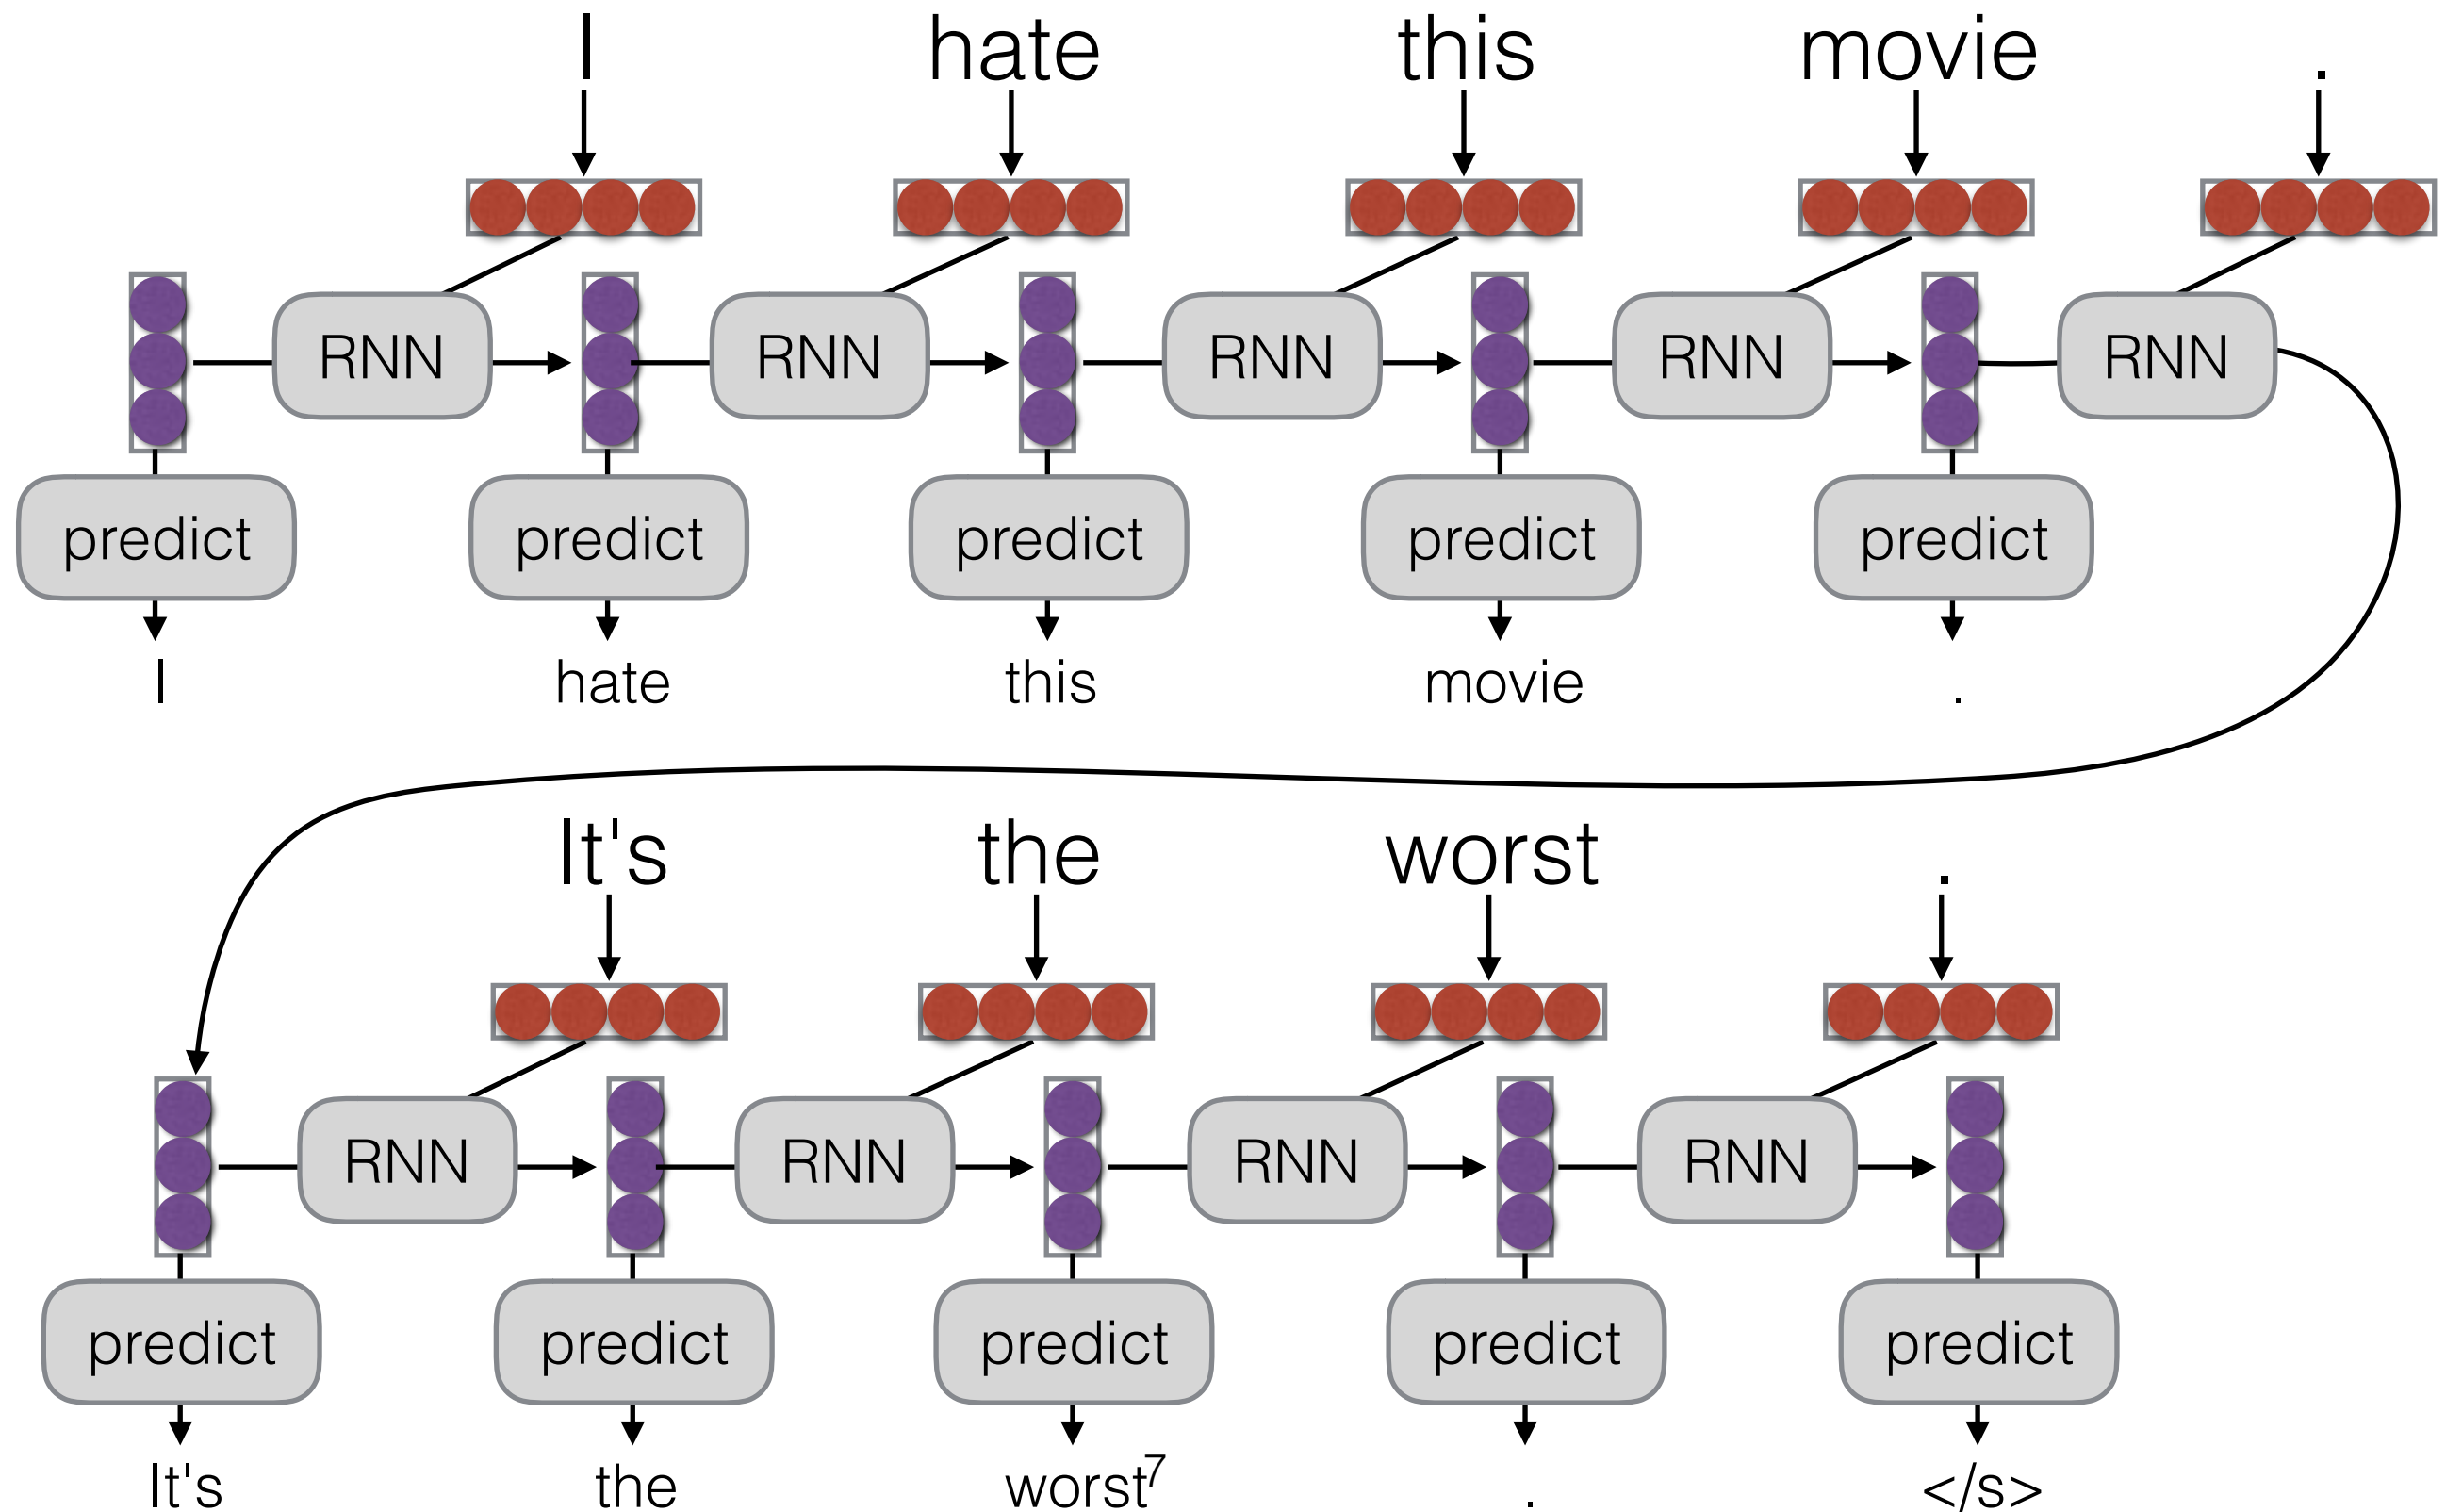 I hate this movie .
RNN RNN RNN RNN RNN
predict predict predict predict predict
I hate this movie .
It's the worst .
RNN RNN RNN RNN
predict predict predict predict predict
It's the worst7 . </s>